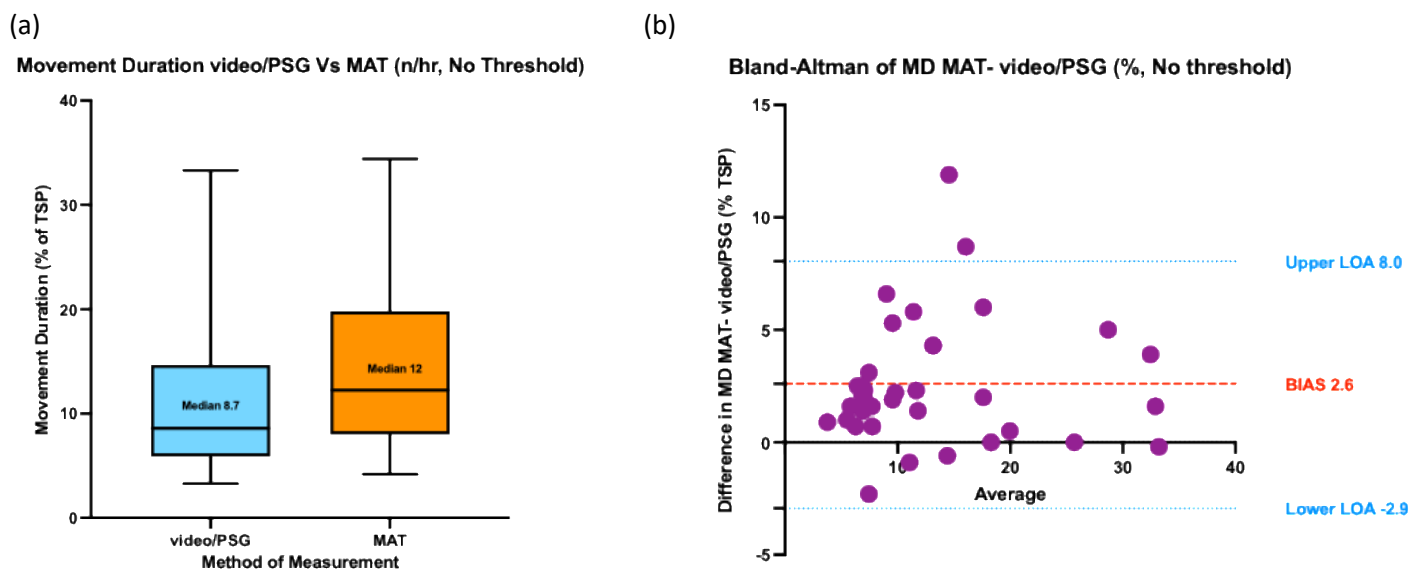 (a)
Movement Duration video/PSG Vs MAT (n/hr, No Threshold)
Movement Duration (% of TSP)
40
30
20
10
0
Median 8.7
Median 12
video/PSG
MAT
Method of Measurement
(b)
Bland-Altman of MD MAT- video/PSG (%, No threshold)
Difference in MD MAT- video/PSG (% TSP)
15
10
5
0
-5
10
20
30
40
Average
Upper LOA 8.0
BIAS 2.6
Lower LOA -2.9